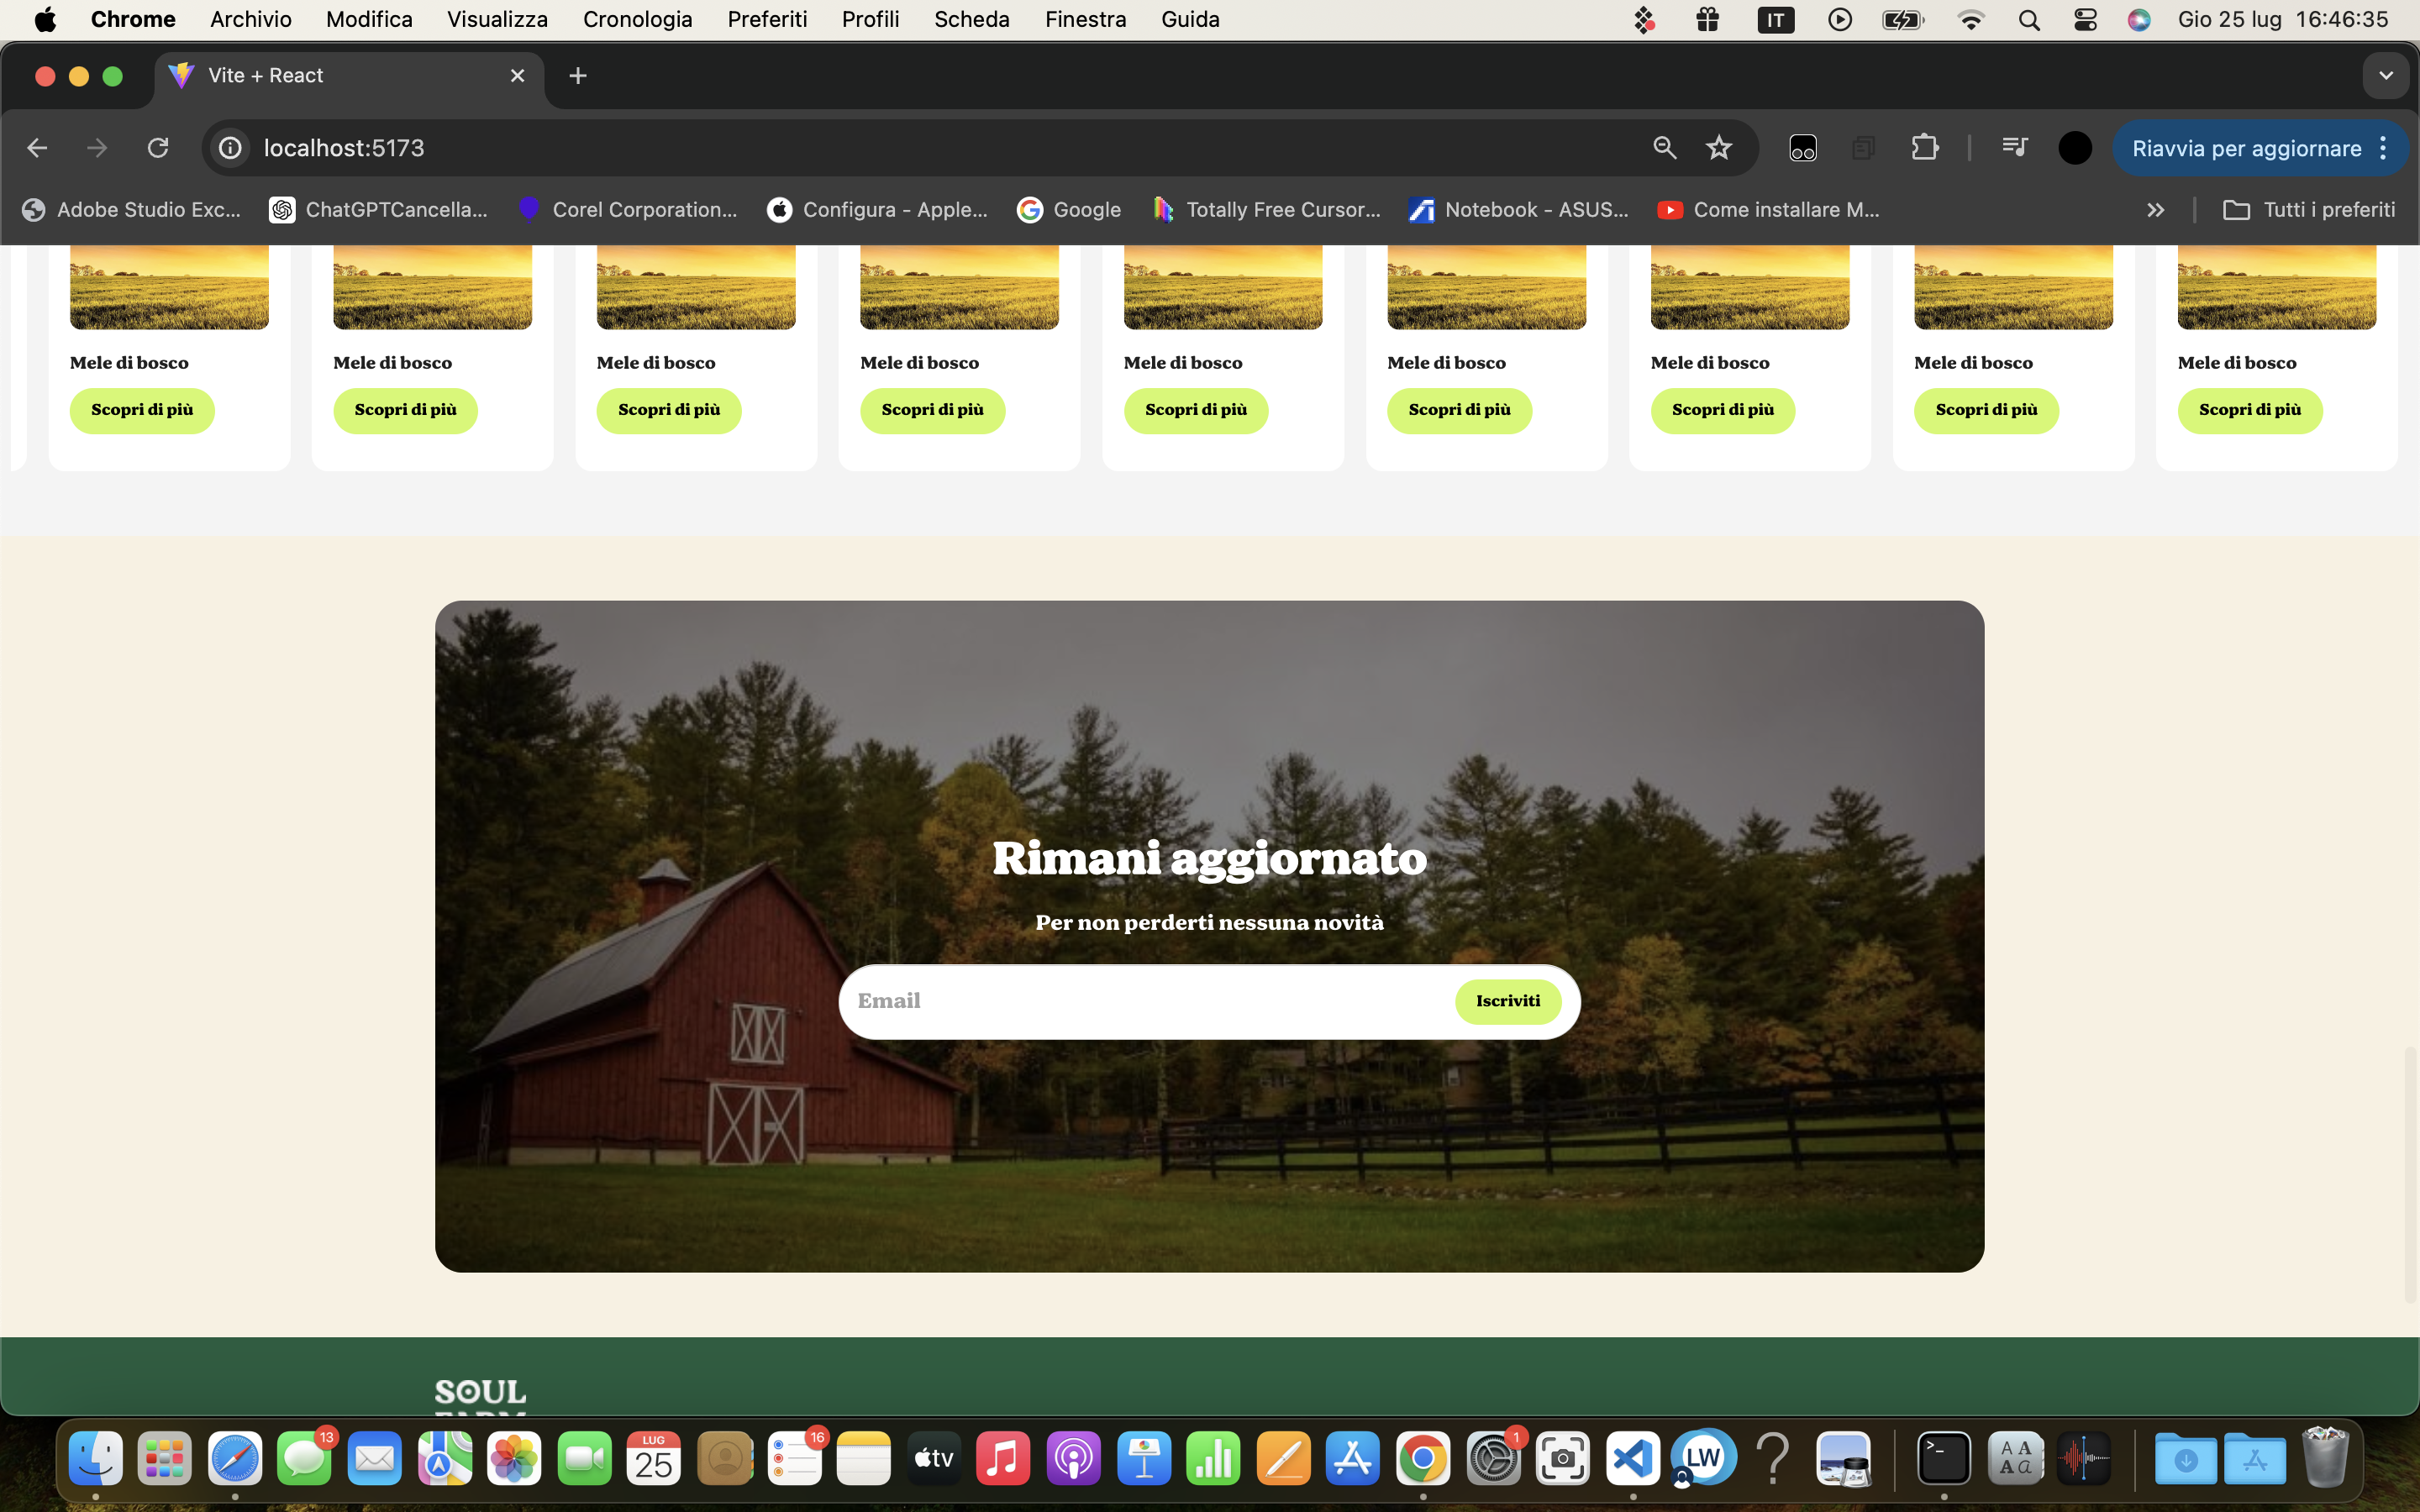 Chrome Archivio Modifica Visualizza Cronologia Preferiti Profili Scheda Finestra Guida IT Gio 25 lug 16:46:35
Vite + React
localhost:5173 Riavvia per aggiornare
Adobe Studio Exc... ChatGPTCancella... Corel Corporation... Configura - Apple... Google Totally Free Cursor... Notebook - ASUS... Come installare M... Tutti i preferiti
Mele di bosco Mele di bosco Mele di bosco Mele di bosco Mele di bosco Mele di bosco Mele di bosco Mele di bosco Mele di bosco
Scopri di più Scopri di più Scopri di più Scopri di più Scopri di più Scopri di più Scopri di più Scopri di più Scopri di più
Rimani aggiornato
Per non perderti nessuna novità
Email Iscriviti
SOUL
13 LUG 25 16 tv 1 LW